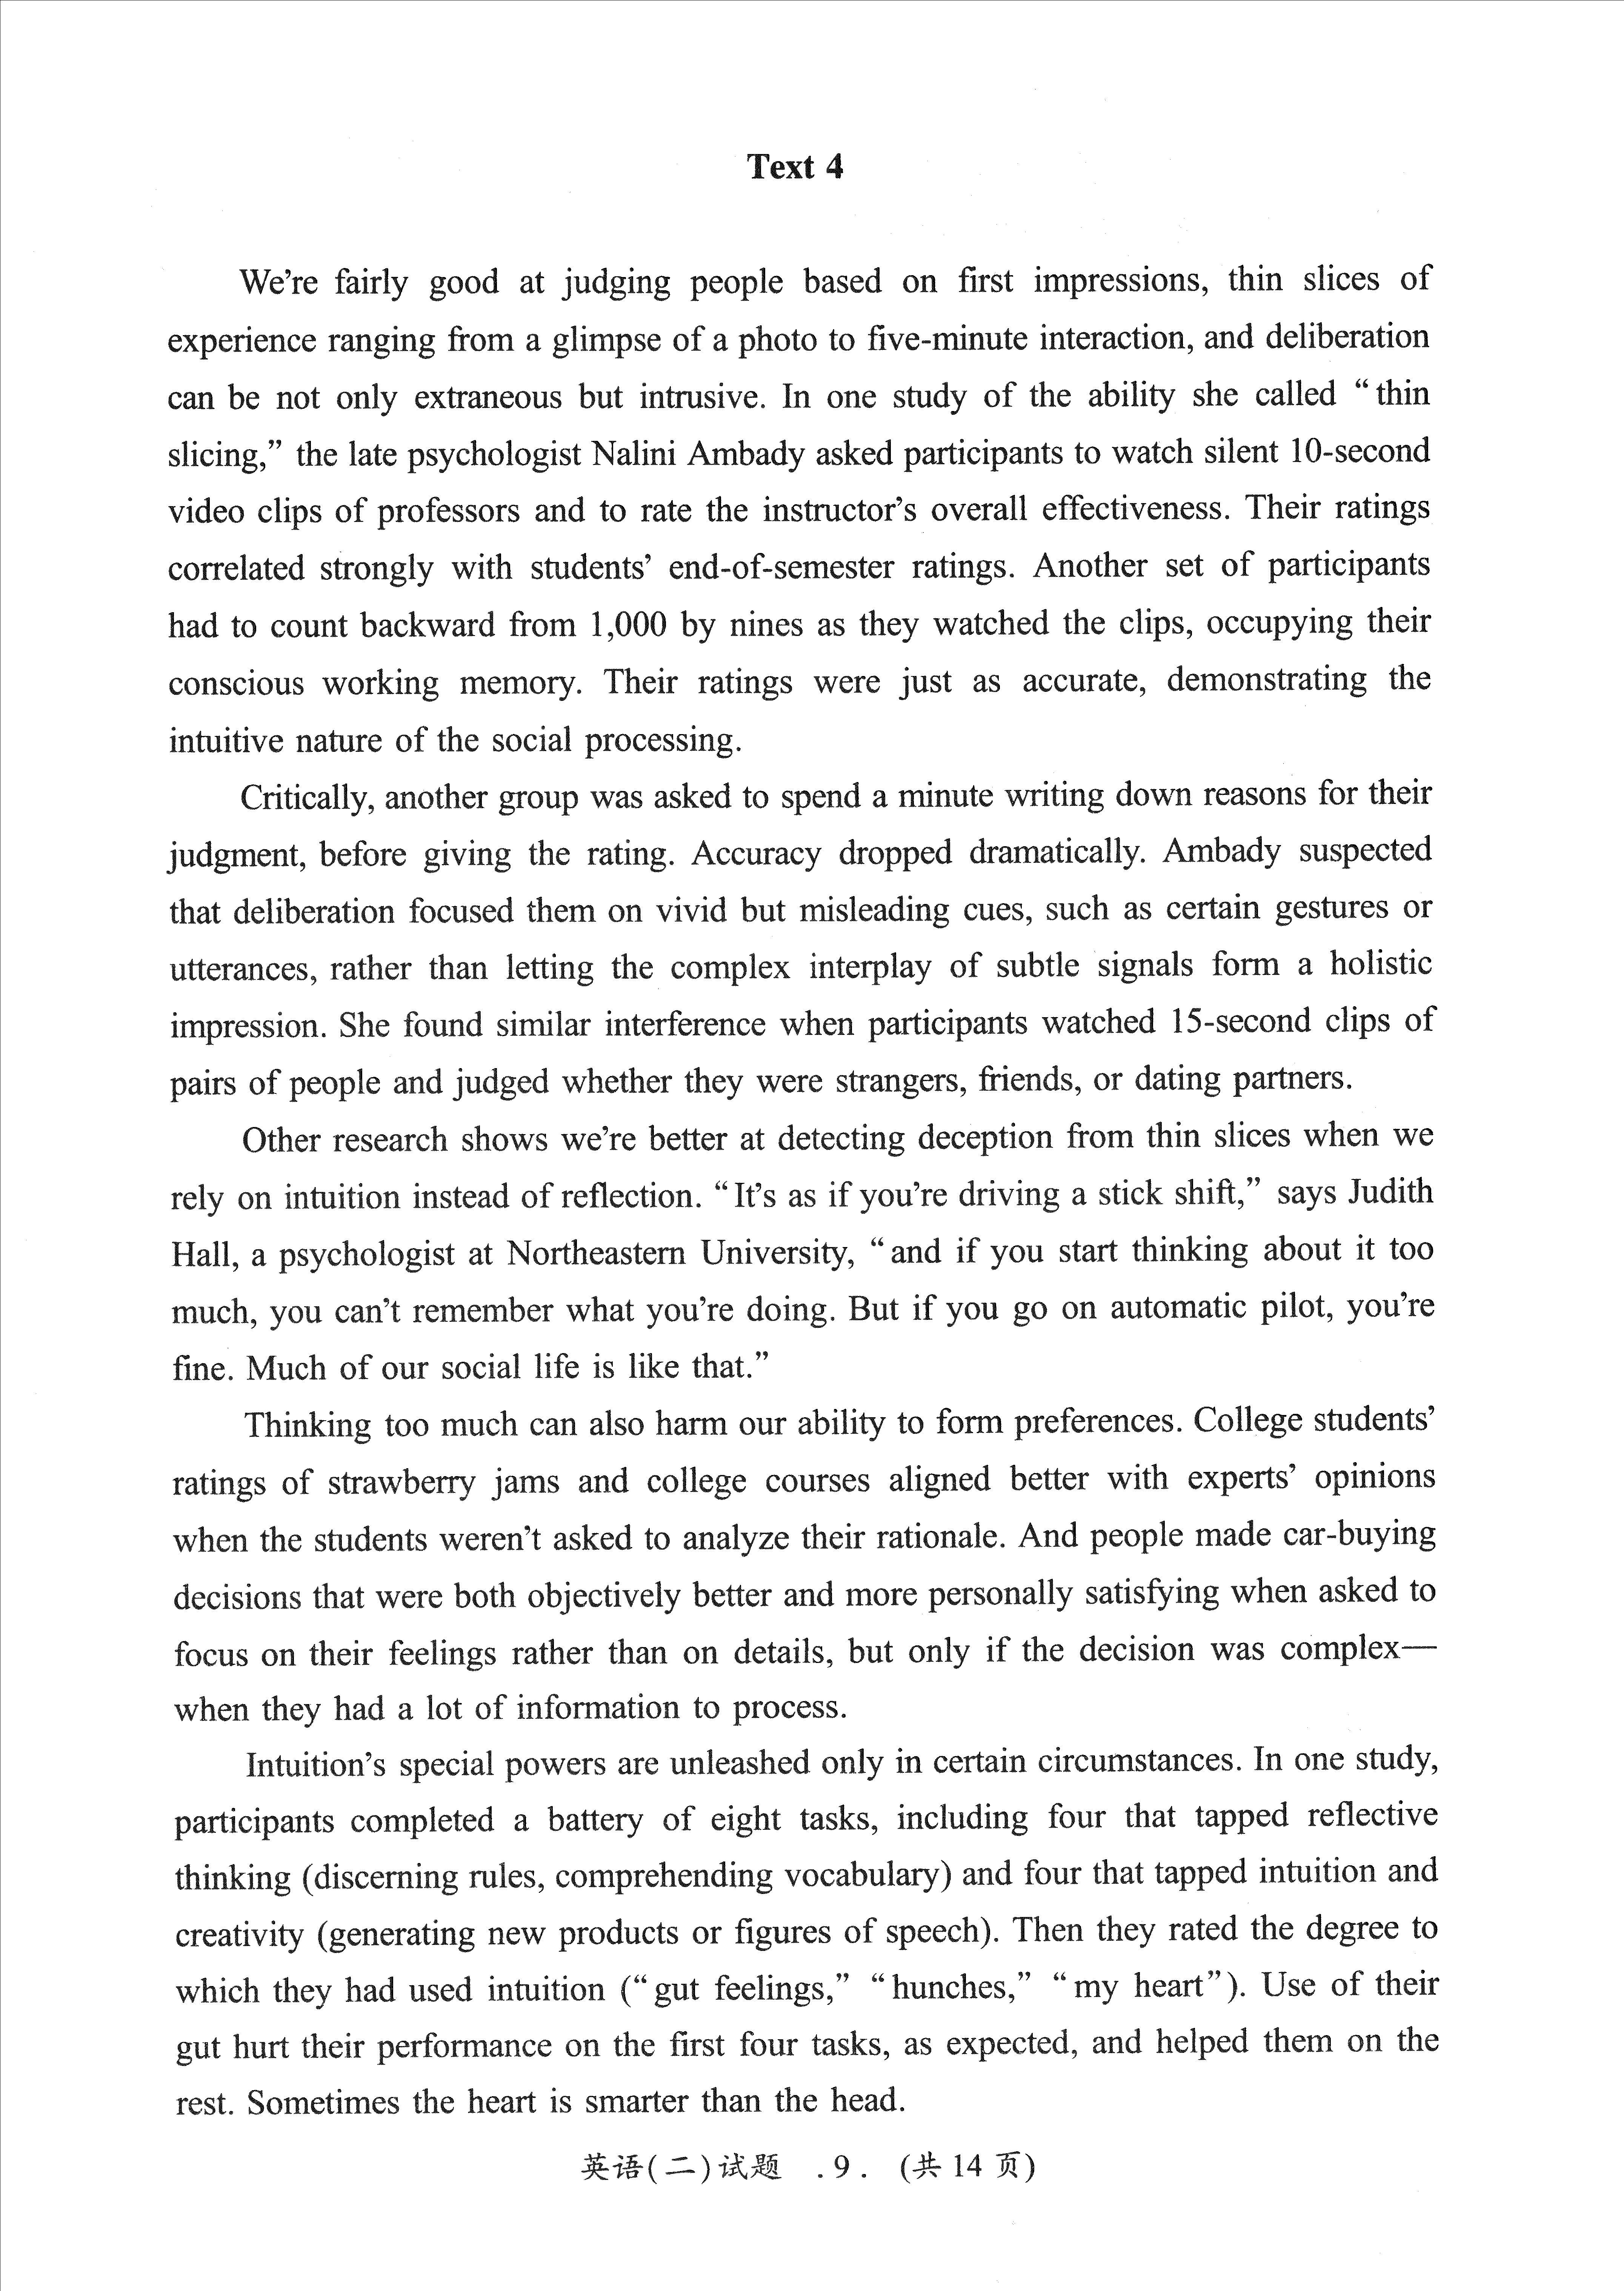 Text 4
We're fairly good at judging people based on first impressions, thin slices of
experience ranging from a glimpse of a photo to five-minute interaction, and deliberation
can be not only extraneous but intrusive. In one study of the ability she called “thin
slicing,” the late psychologist Nalini Ambady asked participants to watch silent 10-second
video clips of professors and to rate the instructor's overall effectiveness. Their ratings
correlated strongly with students' end-of-semester ratings. Another set of participants
had to count backward from 1,000 by nines as they watched the clips, occupying their
conscious working memory. Their ratings were just as accurate, demonstrating the
intuitive nature of the social processing.
Critically, another group was asked to spend a minute writing down reasons for their
judgment, before giving the rating. Accuracy dropped dramatically. Ambady suspected
that deliberation focused them on vivid but misleading cues, such as certain gestures or
utterances, rather than letting the complex interplay of subtle signals form a holistic
impression. She found similar interference when participants watched 15-second clips of
pairs of people and judged whether they were strangers, friends, or dating partners.
Other research shows we're better at detecting deception from thin slices when we
rely on intuition instead of reflection. “It's as if you're driving a stick shift,” says Judith
Hall, a psychologist at Northeastern University, “and if you start thinking about it too
much, you can't remember what you're doing. But if you go on automatic pilot, you're
fine. Much of our social life is like that.”
Thinking too much can also harm our ability to form preferences. College students'
ratings of strawberry jams and college courses aligned better with experts' opinions
when the students weren't asked to analyze their rationale. And people made car-buying
decisions that were both objectively better and more personally satisfying when asked to
focus on their feelings rather than on details, but only if the decision was complex—
when they had a lot of information to process.
Intuition's special powers are unleashed only in certain circumstances. In one study,
participants completed a battery of eight tasks, including four that tapped reflective
thinking (discerning rules, comprehending vocabulary) and four that tapped intuition and
creativity (generating new products or figures of speech). Then they rated the degree to
which they had used intuition (“gut feelings,” “hunches,” “my heart”). Use of their
gut hurt their performance on the first four tasks, as expected, and helped them on the
rest. Sometimes the heart is smarter than the head.
英语(二)试题 .9. (共 14 页)